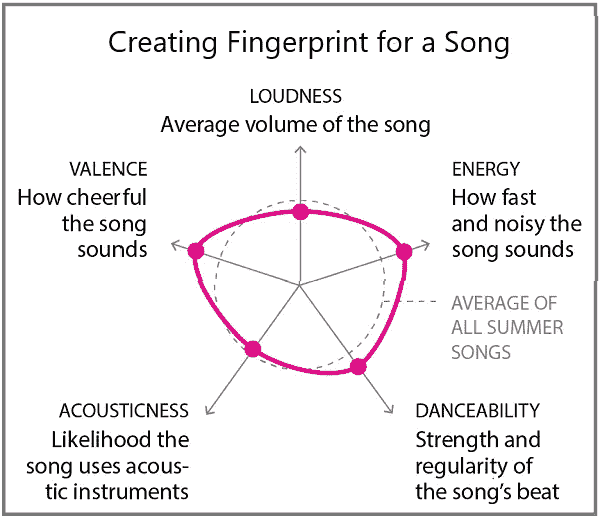 Creating Fingerprint for a Song
LOUDNESS
Average volume of the song
VALENCE
How cheerful
the song
sounds
ENERGY
How fast
and noisy the
song sounds
AVERAGE OF
ALL SUMMER
SONGS
ACOUSTICNESS
Likelihood the
song uses acous-
tic instruments
DANCEABILITY
Strength and
regularity of
the song's beat